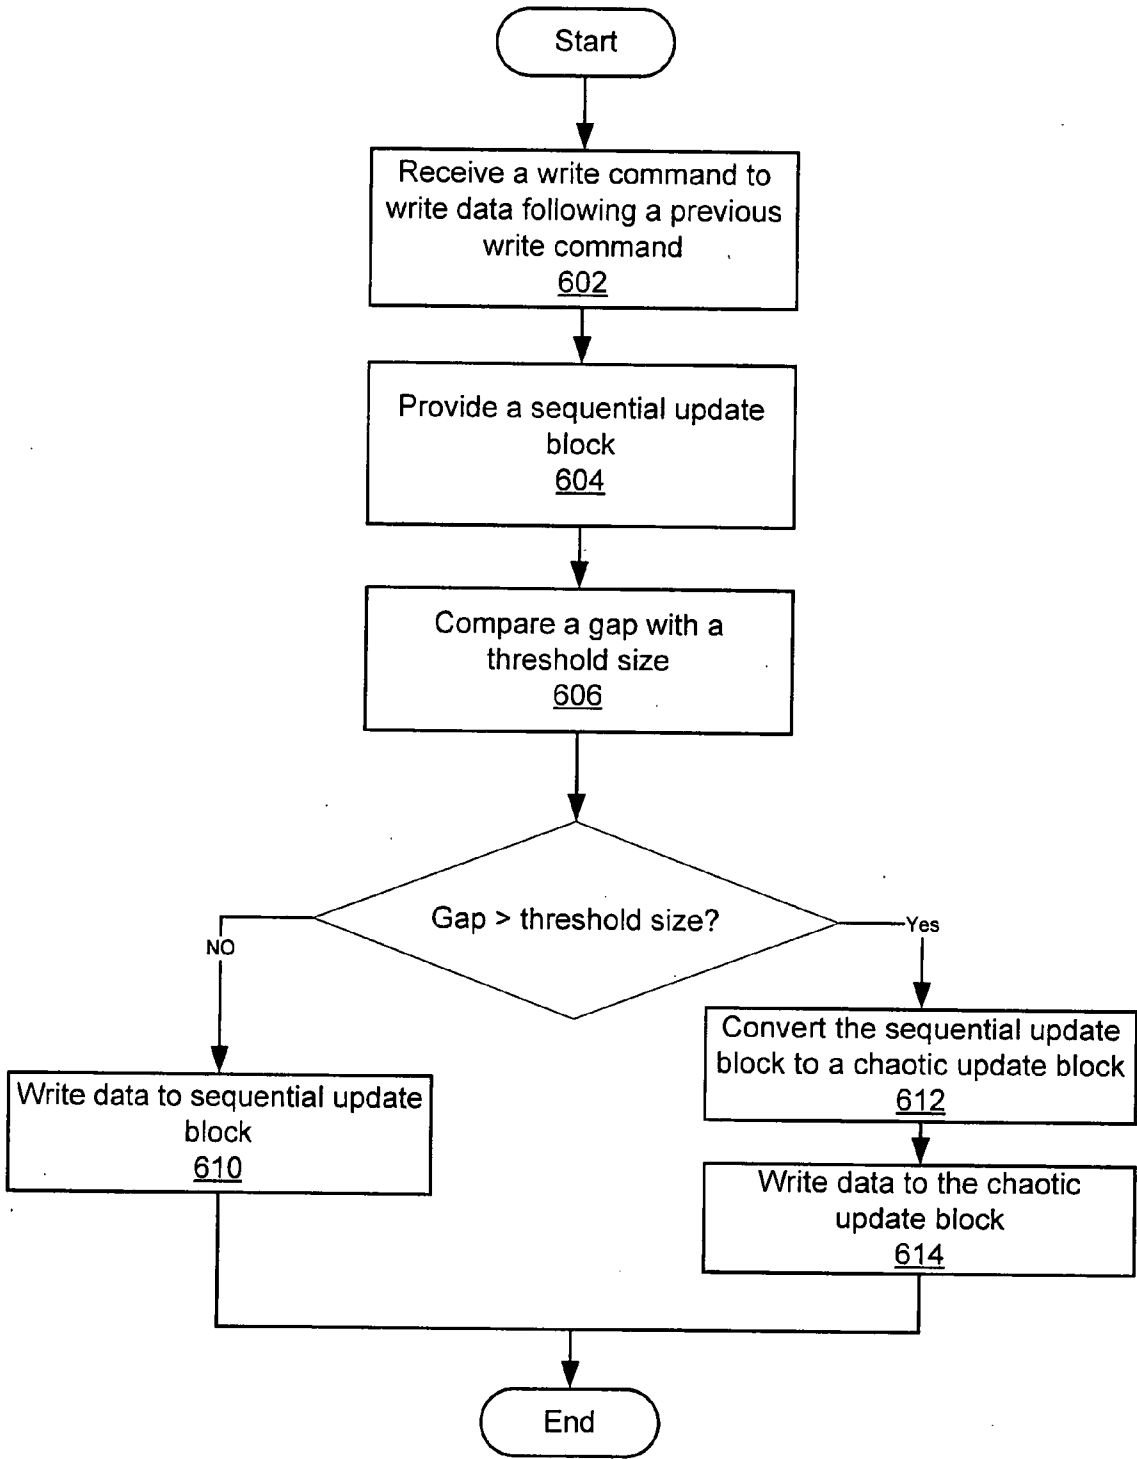 Start
Receive a write command to
write data following a previous
write command
602
Provide a sequential update
block
604
Compare a gap with a
threshold size
606
Gap > threshold size?
NO
Yes
Write data to sequential update
block
610
Convert the sequential update
block to a chaotic update block
612
Write data to the chaotic
update block
614
End